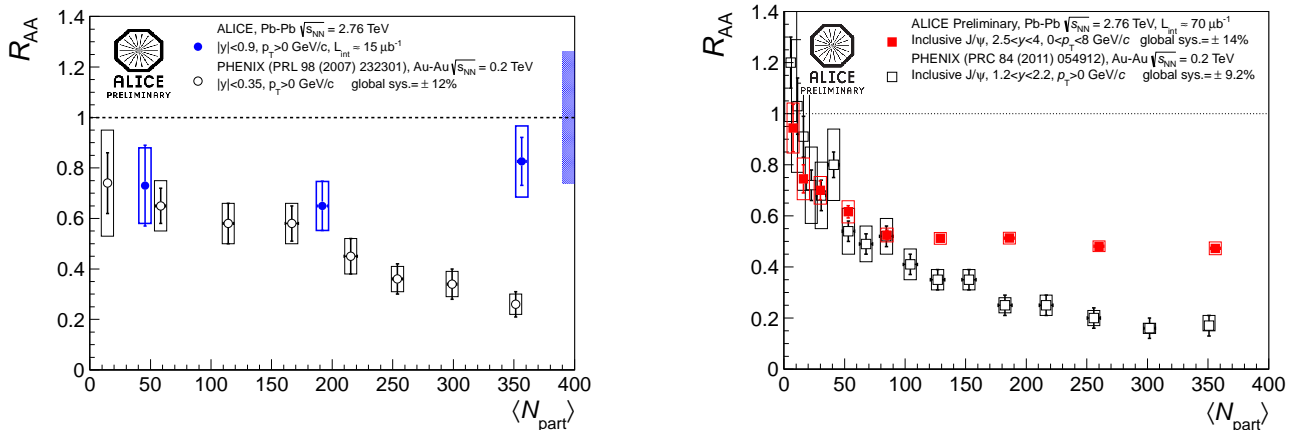 ALICE, Pb-Pb √s_NN = 2.76 TeV
|y|<0.9, p_T>0 GeV/c, L_int ≈ 15 μb⁻¹
PHENIX (PRL 98 (2007) 232301), Au-Au √s_NN = 0.2 TeV
|y|<0.35, p_T>0 GeV/c global sys.= ± 12%
ALICE
PRELIMINARY
R_AA
1.4
1.2
1
0.8
0.6
0.4
0.2
0
0 50 100 150 200 250 300 350 400
⟨N_part⟩
ALICE Preliminary, Pb-Pb √s_NN = 2.76 TeV, L_int ≈ 70 μb⁻¹
Inclusive J/ψ, 2.5<y<4, 0<p_T<8 GeV/c global sys.= ± 14%
PHENIX (PRC 84 (2011) 054912), Au-Au √s_NN = 0.2 TeV
Inclusive J/ψ, 1.2<y<2.2, p_T>0 GeV/c global sys.= ± 9.2%
ALICE
PRELIMINARY
R_AA
1.4
1.2
1
0.8
0.6
0.4
0.2
0
0 50 100 150 200 250 300 350 400
⟨N_part⟩